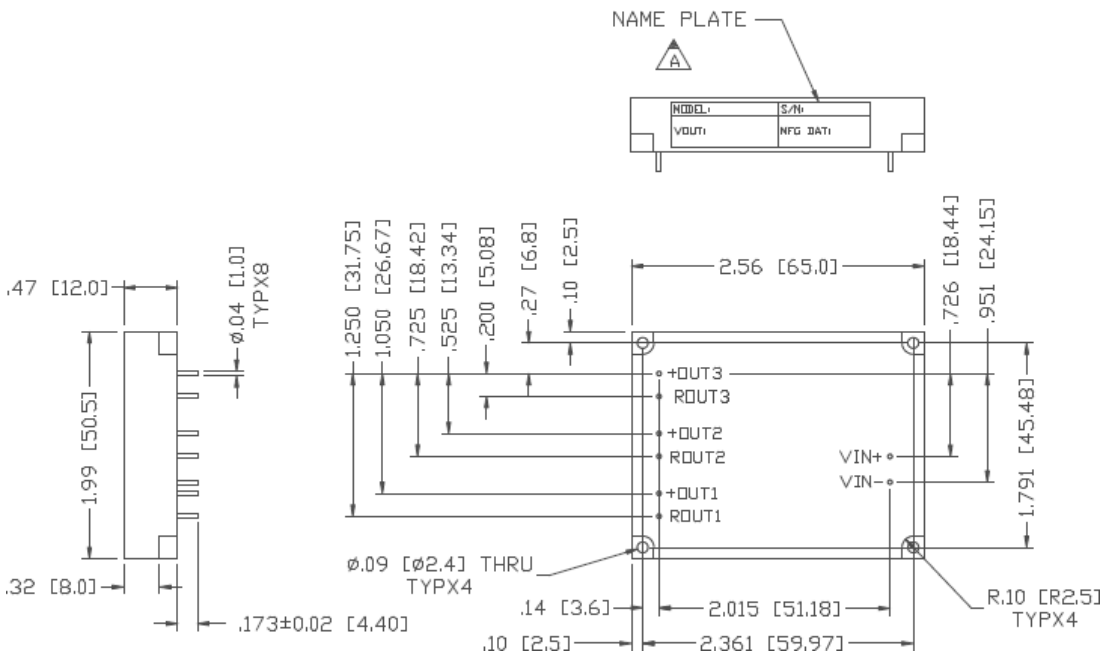 NAME PLATE
A
MODEL:
S/N:
VOUT:
MFG DAT:
.47 [12.0]
Ø.04 [1.0]
TYPX8
1.250 [31.75]
1.050 [26.67]
.725 [18.42]
.525 [13.34]
.200 [5.08]
.27 [6.8]
.10 [2.5]
2.56 [65.0]
.726 [18.44]
.951 [24.15]
1.99 [50.5]
+OUT3
ROUT3
+OUT2
ROUT2
+OUT1
ROUT1
VIN+
VIN-
1.791 [45.48]
.32 [8.0]
.173±0.02 [4.40]
Ø.09 [Ø2.4] THRU
TYPX4
.14 [3.6]
2.015 [51.18]
R.10 [R2.5]
TYPX4
.10 [2.5]
2.361 [59.97]